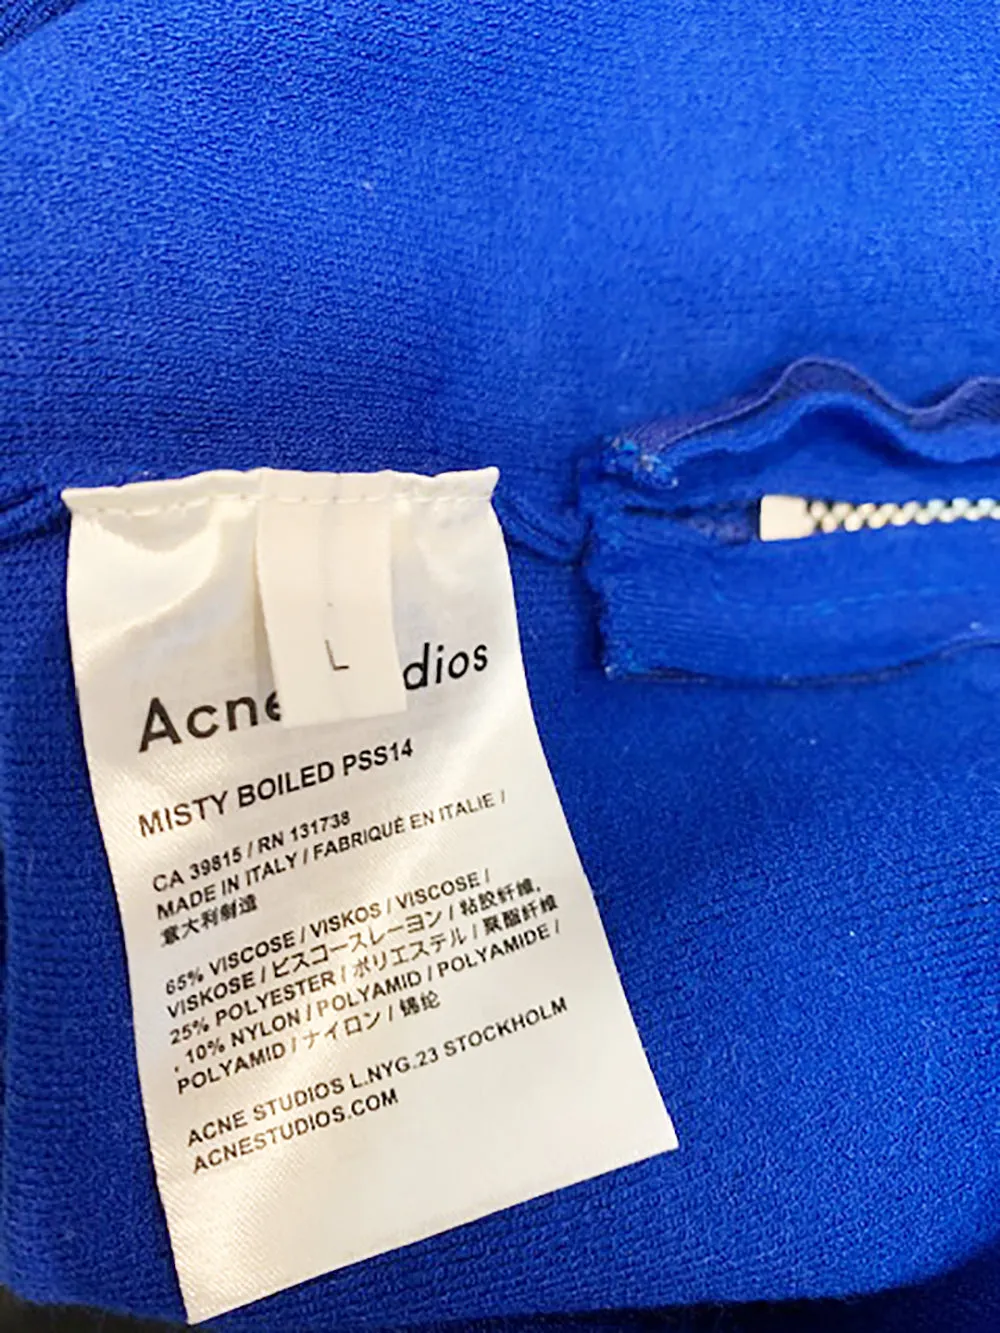 L
Acne Studios
MISTY BOILED PSS14
CA 39815 / RN 131738
MADE IN ITALY / FABRIQUÉ EN ITALIE /
意大利制造
65% VISCOSE / VISKOS / VISCOSE /
VISKOSE / ビスコースレーヨン / 粘胶纤维,
25% POLYESTER / ポリエステル / 聚酯纤维
, 10% NYLON / POLYAMID / POLYAMIDE /
POLYAMID / ナイロン / 锦纶
ACNE STUDIOS L.NYG.23 STOCKHOLM
ACNESTUDIOS.COM